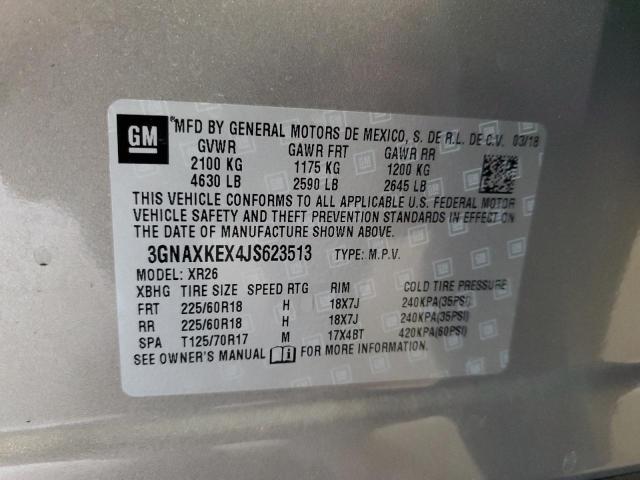 GM ®MFD BY GENERAL MOTORS DE MEXICO, S. DE R.L. DE C.V. 03/18
GVWR GAWR FRT GAWR RR
2100 KG 1175 KG 1200 KG
4630 LB 2590 LB 2645 LB
THIS VEHICLE CONFORMS TO ALL APPLICABLE U.S. FEDERAL MOTOR
VEHICLE SAFETY AND THEFT PREVENTION STANDARDS IN EFFECT ON
THE DATE OF MANUFACTURE SHOWN ABOVE.
3GNAXKEX4JS623513 TYPE: M.P.V.
MODEL: XR26
XBHG TIRE SIZE SPEED RTG RIM COLD TIRE PRESSURE
FRT 225/60R18 H 18X7J 240KPA(35PSI)
RR 225/60R18 H 18X7J 240KPA(35PSI)
SPA T125/70R17 M 17X4BT 420KPA(60PSI)
SEE OWNER'S MANUAL FOR MORE INFORMATION.